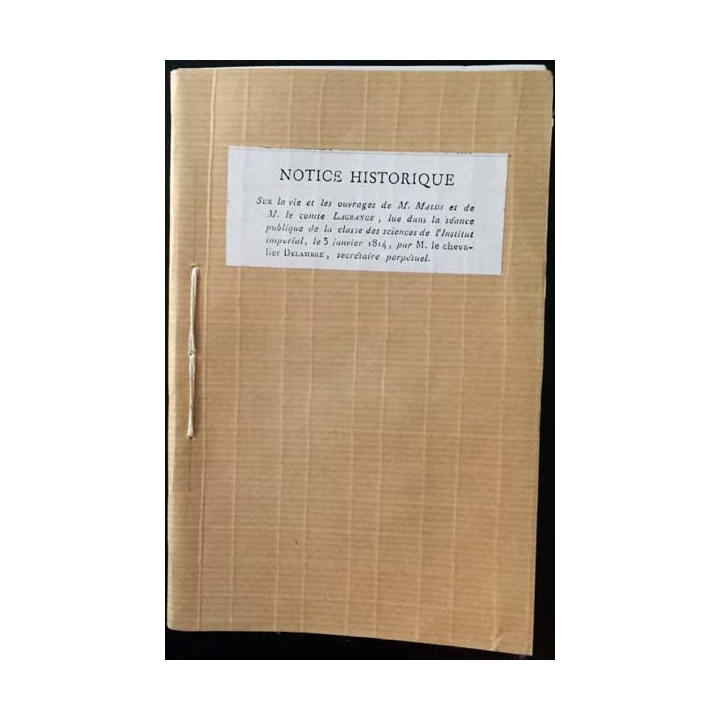 NOTICE HISTORIQUE
Sur la vie et les ouvrages de M. Malus et de
M. le comte Lagrange, lue dans la séance
publique de la classe des sciences de l'Institut
impérial, le 3 janvier 1814, par M. le cheva-
lier Delambre, secrétaire perpétuel.